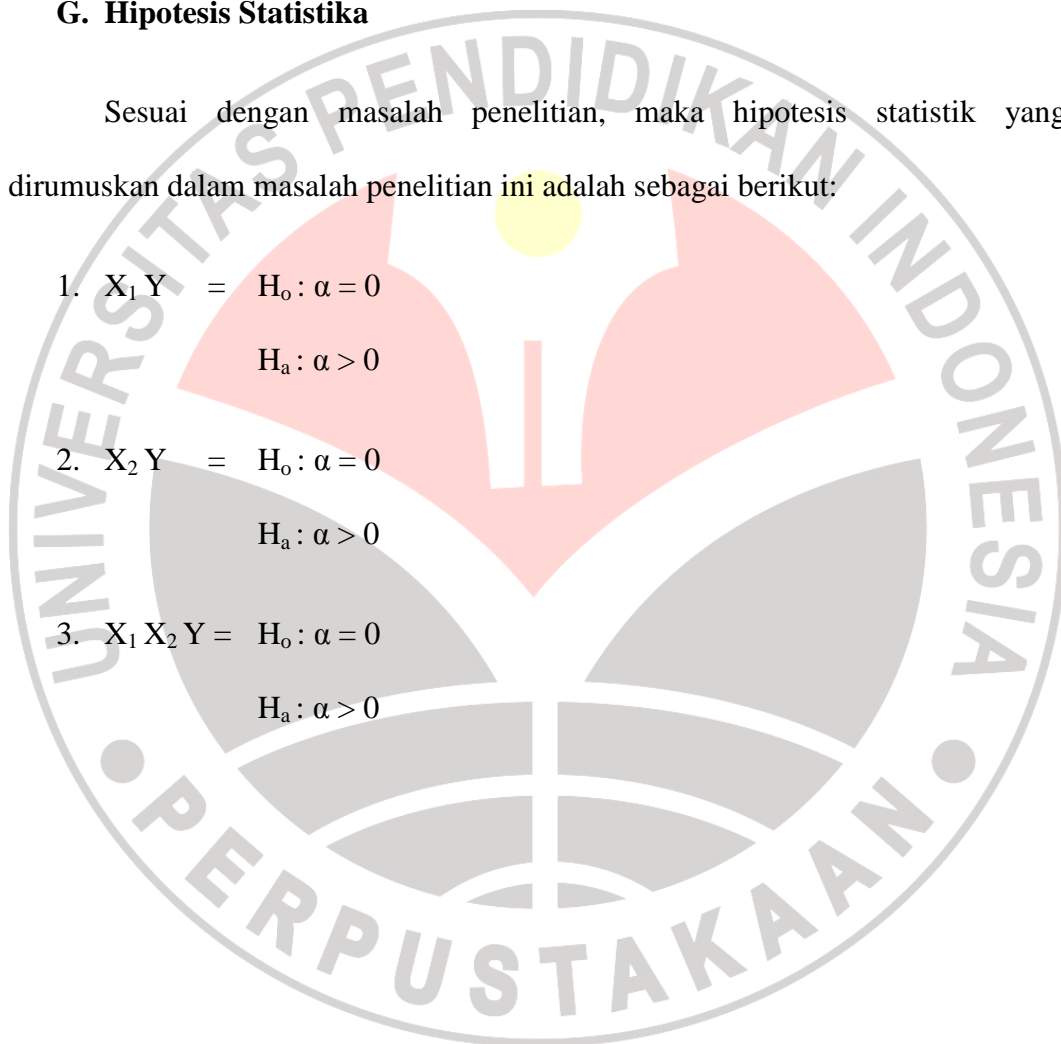 G. Hipotesis Statistika
Sesuai dengan masalah penelitian, maka hipotesis statistik yang
dirumuskan dalam masalah penelitian ini adalah sebagai berikut:
1. X₁ Y = Hₒ : α = 0
Hₐ : α > 0
2. X₂ Y = Hₒ : α = 0
Hₐ : α > 0
3. X₁ X₂ Y = Hₒ : α = 0
Hₐ : α > 0
UNIVERSITAS PENDIDIKAN INDONESIA
PERPUSTAKAAN